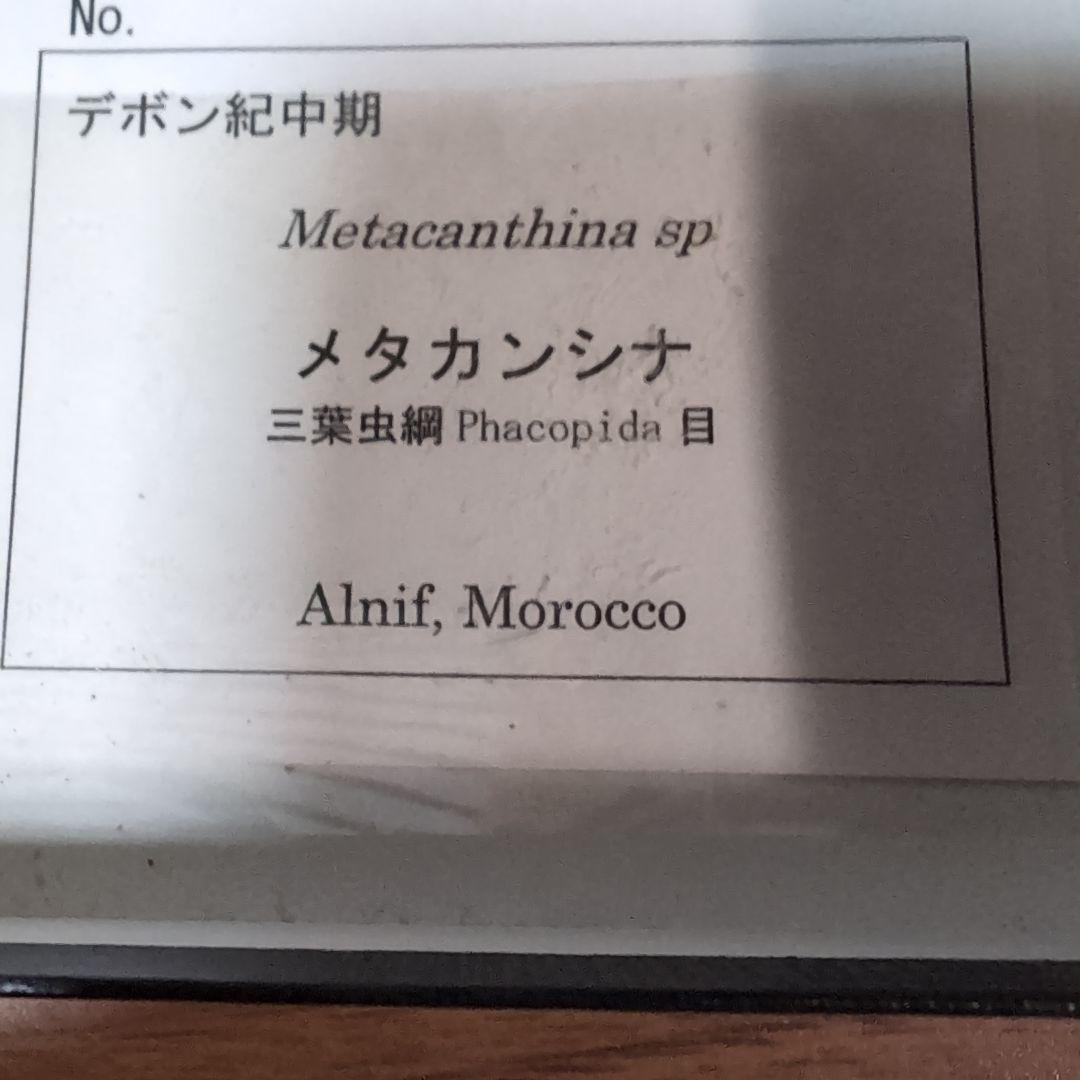 No.
デボン紀中期
Metacanthina sp
メタカンシナ
三葉虫綱 Phacopida 目
Alnif, Morocco